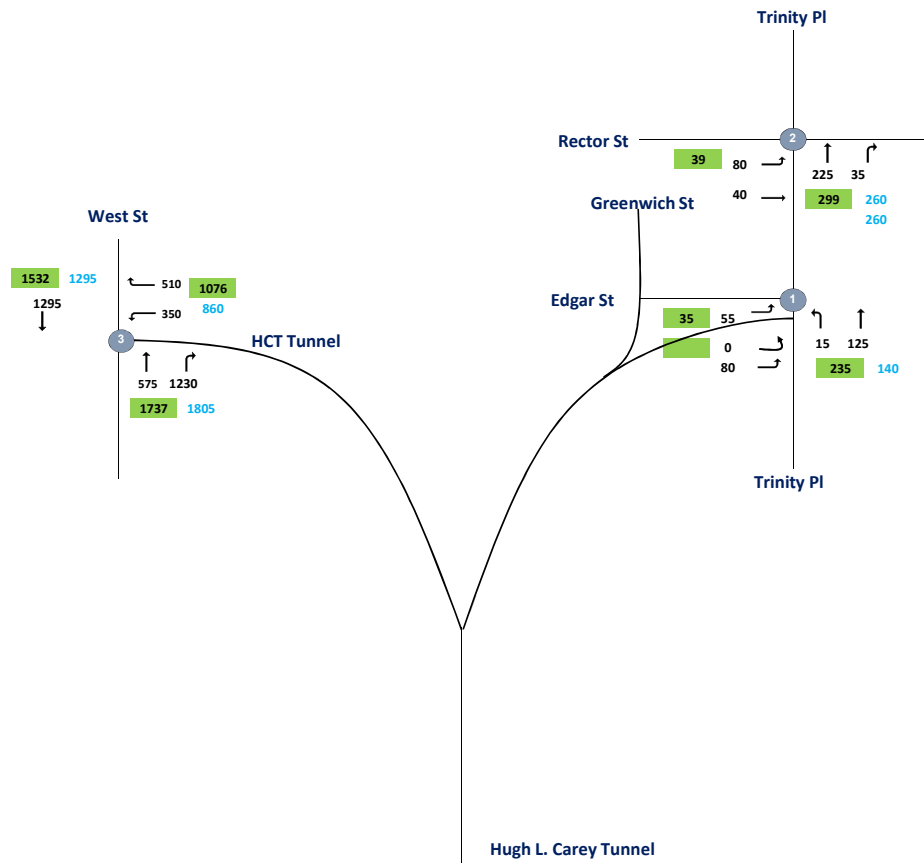 Trinity Pl
2
Rector St
39 80
225 35
40
299 260
260
Greenwich St
West St
1532 1295
510 1076
1295
350 860
Edgar St
1
35 55
0
80
15 125
235 140
3
HCT Tunnel
575 1230
1737 1805
Trinity Pl
Hugh L. Carey Tunnel